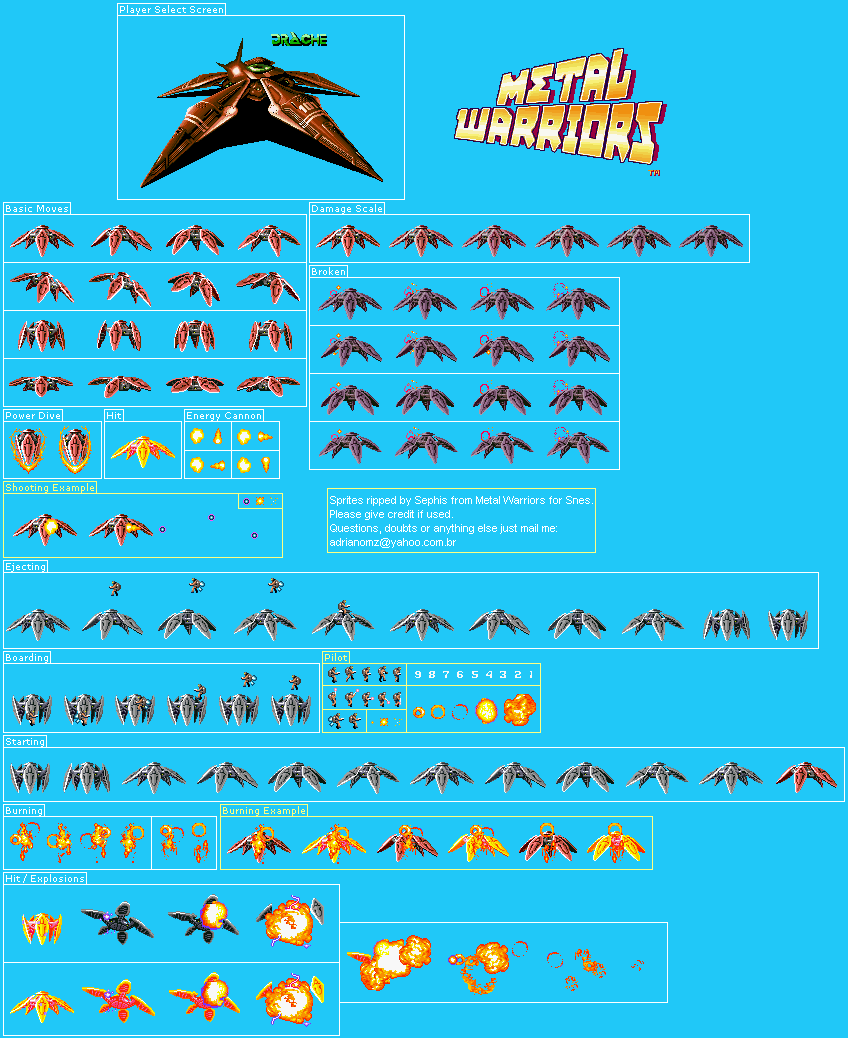 Player Select Screen
DRACHE
METAL
WARRIORS
TM
Basic Moves
Damage Scale
Broken
Power Dive
Hit
Energy Cannon
Shooting Example
Sprites ripped by Sephis from Metal Warriors for Snes.
Please give credit if used.
Questions, doubts or anything else just mail me:
adrianomz@yahoo.com.br
Ejecting
Boarding
Pilot
9 8 7 6 5 4 3 2 1
Starting
Burning
Burning Example
Hit / Explosions